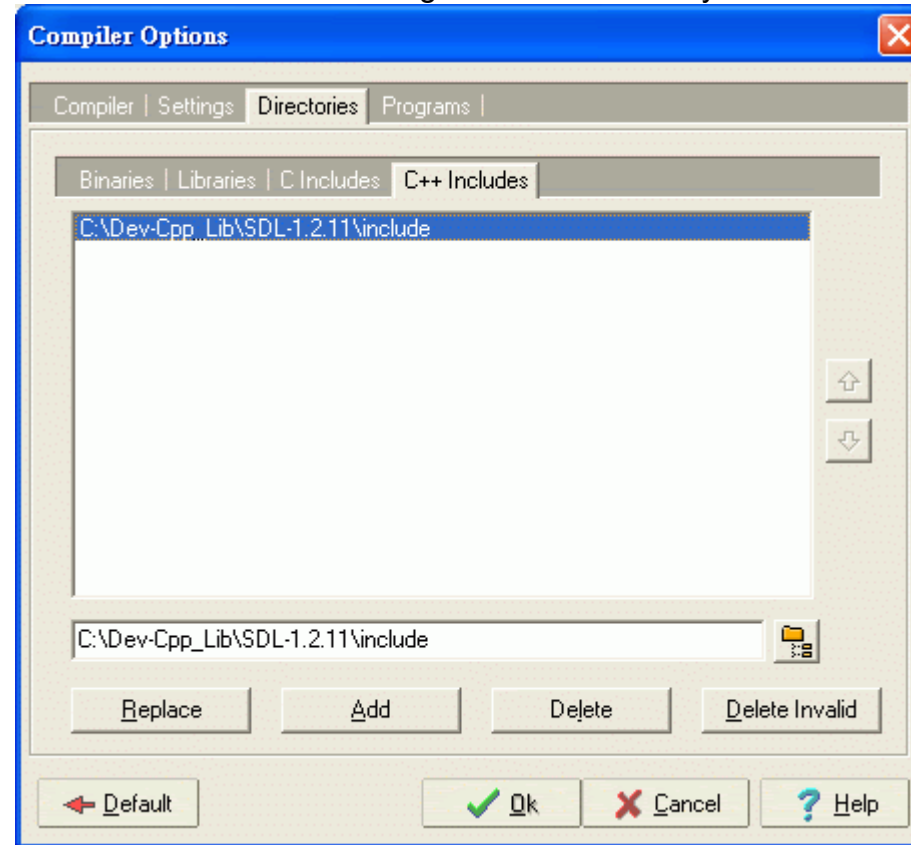 Compiler Options
Compiler | Settings Directories Programs |
Binaries | Libraries | C Includes C++ Includes
C:\Dev-Cpp_Lib\SDL-1.2.11\include
C:\Dev-Cpp_Lib\SDL-1.2.11\include
Replace Add Delete Delete Invalid
Default Ok Cancel Help